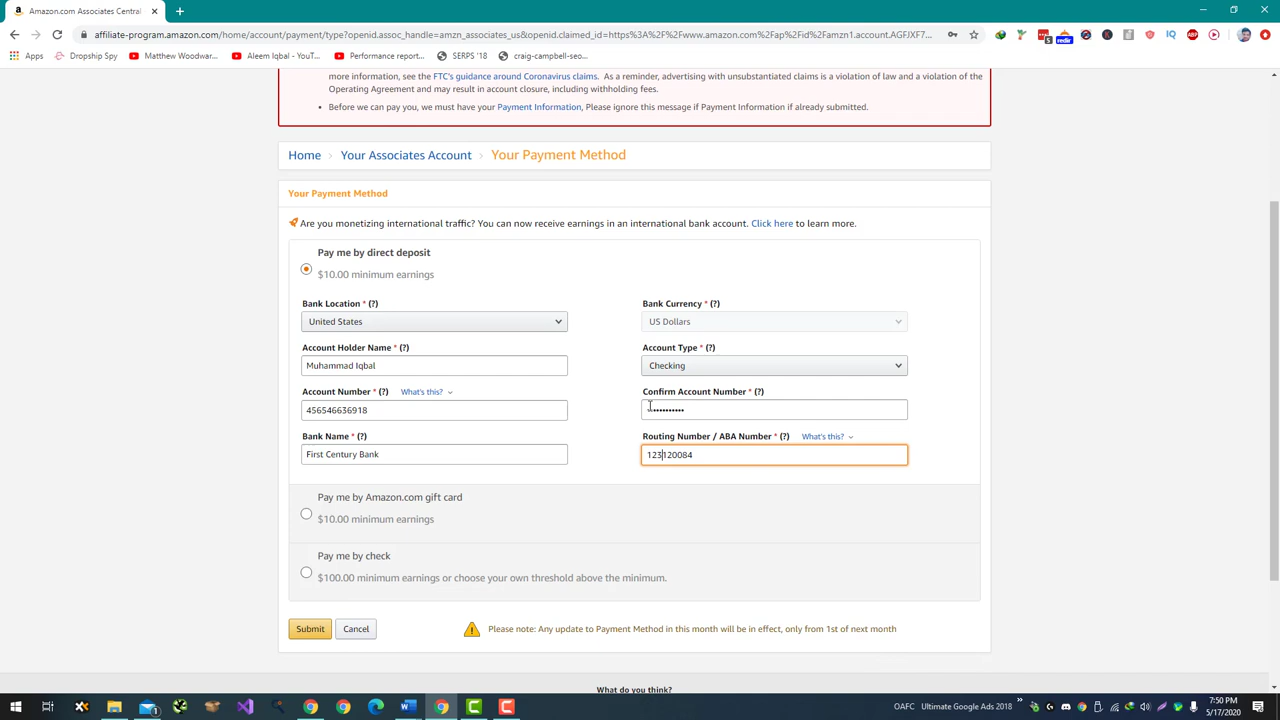 Amazon.com Associates Central
affiliate-program.amazon.com/home/account/payment/type?openid.assoc_handle=amzn_associates_us&openid.claimed_id=https%3A%2F%2Fwww.amazon.com%2Fap%2Fid%2Famzn1.account.AGFJXF7...
Apps
Dropship Spy
Matthew Woodwar...
Aleem Iqbal - YouT...
Performance report...
SERPS '18
craig-campbell-seo...
more information, see the FTC's guidance around Coronavirus claims. As a reminder, advertising with unsubstantiated claims is a violation of law and a violation of the
Operating Agreement and may result in account closure, including withholding fees.
• Before we can pay you, we must have your Payment Information, Please ignore this message if Payment Information if already submitted.
Home › Your Associates Account › Your Payment Method
Your Payment Method
Are you monetizing international traffic? You can now receive earnings in an international bank account. Click here to learn more.
Pay me by direct deposit
$10.00 minimum earnings
Bank Location * (?)
Bank Currency * (?)
United States
US Dollars
Account Holder Name * (?)
Account Type * (?)
Muhammad Iqbal
Checking
Account Number * (?) What's this?
Confirm Account Number * (?)
456546636918
Bank Name * (?)
Routing Number / ABA Number * (?) What's this?
First Century Bank
123120084
Pay me by Amazon.com gift card
$10.00 minimum earnings
Pay me by check
$100.00 minimum earnings or choose your own threshold above the minimum.
Submit
Cancel
Please note: Any update to Payment Method in this month will be in effect, only from 1st of next month
What do you think?
OAFC
Ultimate Google Ads 2018
7:50 PM
5/17/2020